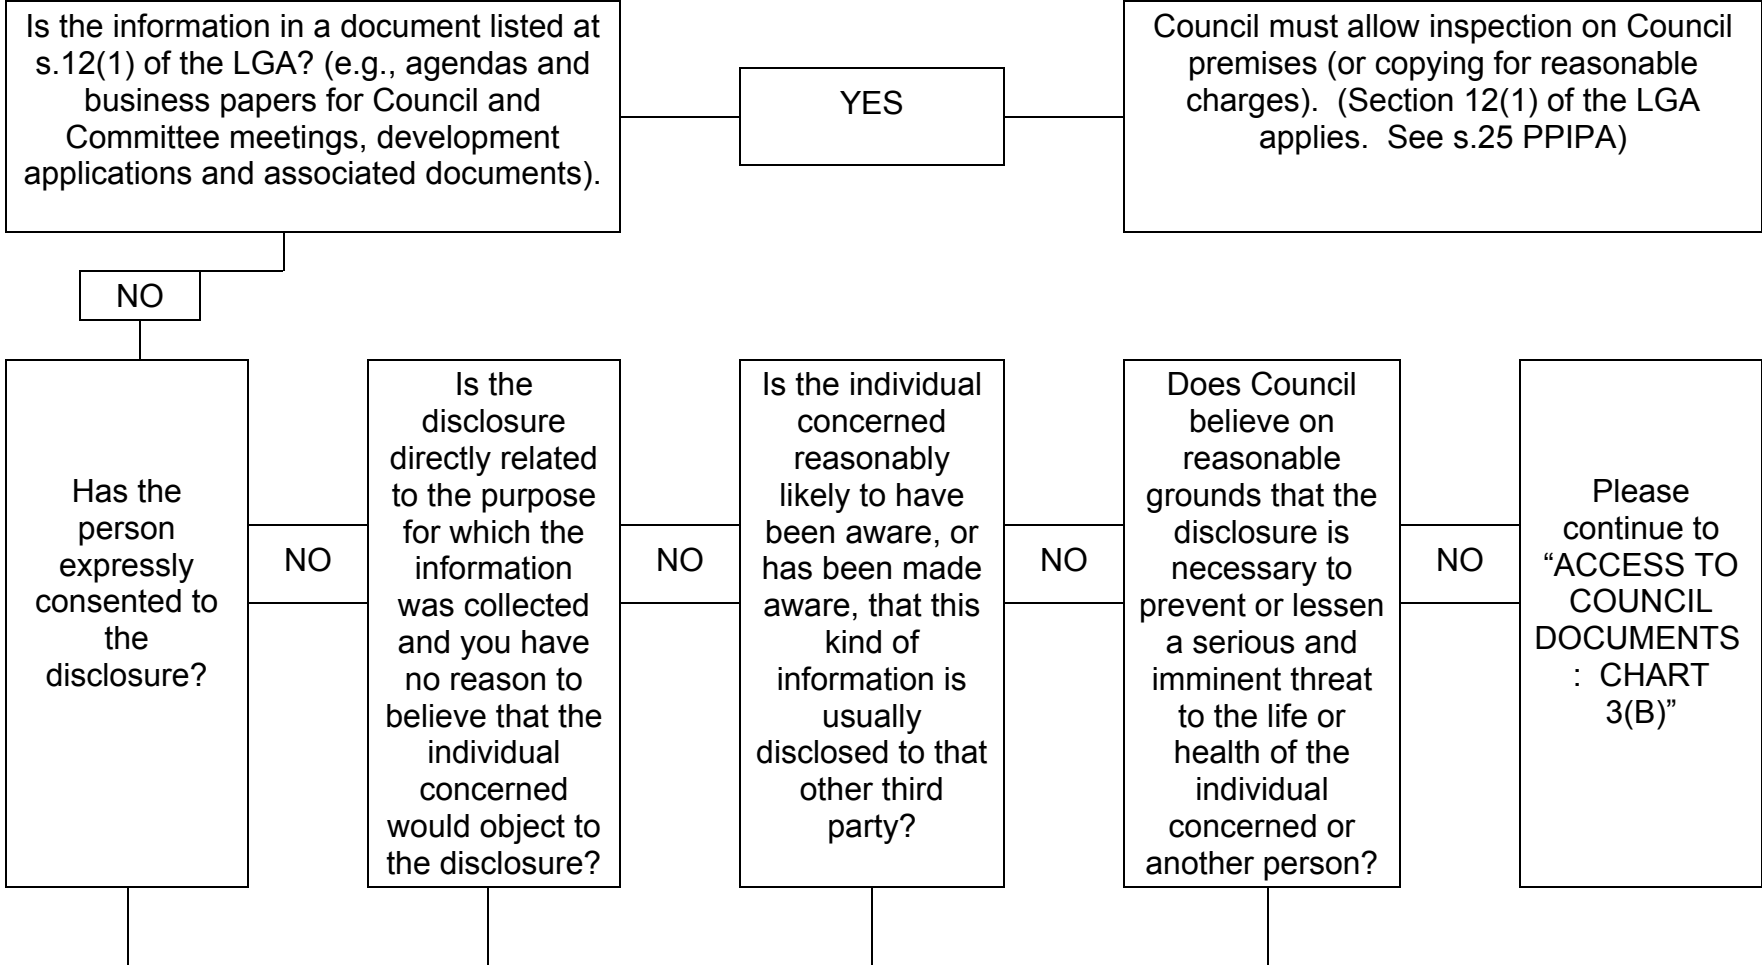 Is the information in a document listed at
s.12(1) of the LGA? (e.g., agendas and
business papers for Council and
Committee meetings, development
applications and associated documents).
YES
Council must allow inspection on Council
premises (or copying for reasonable
charges).  (Section 12(1) of the LGA
applies.  See s.25 PPIPA)
NO
Has the
person
expressly
consented to
the
disclosure?
NO
Is the
disclosure
directly related
to the purpose
for which the
information
was collected
and you have
no reason to
believe that the
individual
concerned
would object to
the disclosure?
NO
Is the individual
concerned
reasonably
likely to have
been aware, or
has been made
aware, that this
kind of
information is
usually
disclosed to that
other third
party?
NO
Does Council
believe on
reasonable
grounds that the
disclosure is
necessary to
prevent or lessen
a serious and
imminent threat
to the life or
health of the
individual
concerned or
another person?
NO
Please
continue to
“ACCESS TO
COUNCIL
DOCUMENTS
:  CHART
3(B)”